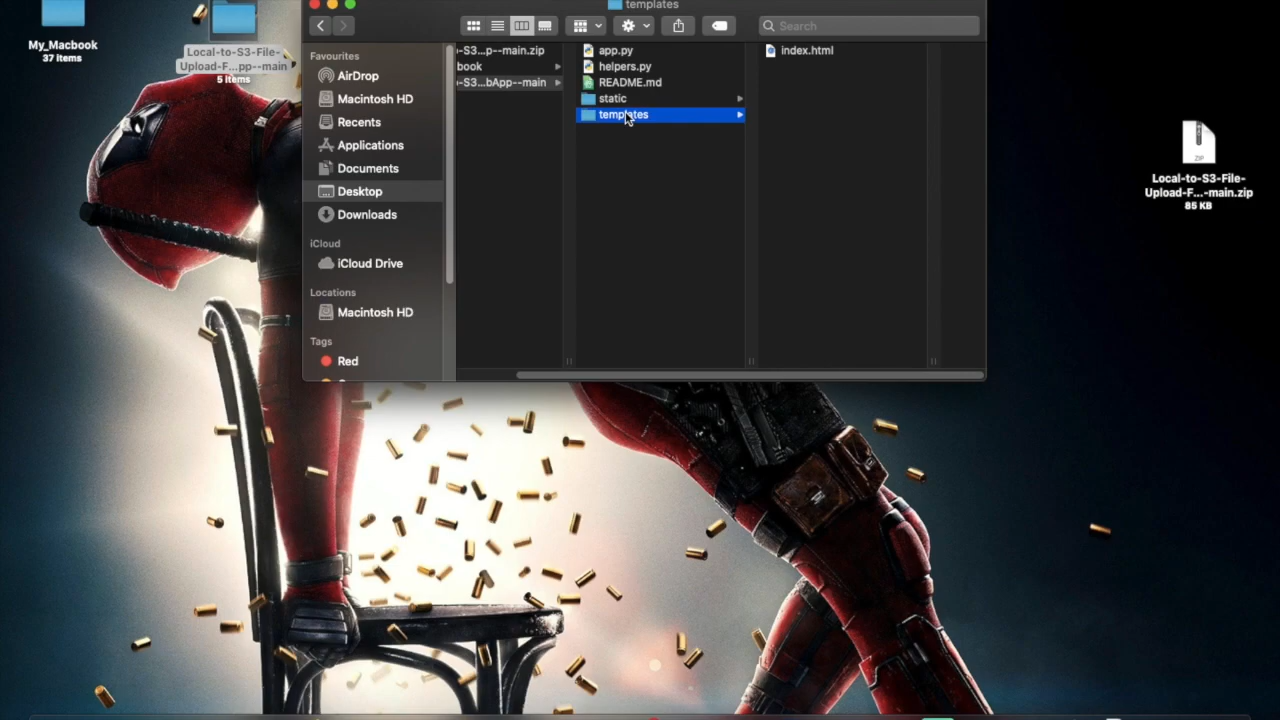 templates
My_Macbook
37 items
Local-to-S3-File-
Upload-F...pp--main
5 items
Search
Favourites
AirDrop
Macintosh HD
Recents
Applications
Documents
Desktop
Downloads
iCloud
iCloud Drive
Locations
Macintosh HD
Tags
Red
-S3...p--main.zip
book
-S3...bApp--main
app.py
helpers.py
README.md
static
templates
index.html
ZIP
Local-to-S3-File-
Upload-F...-main.zip
85 KB